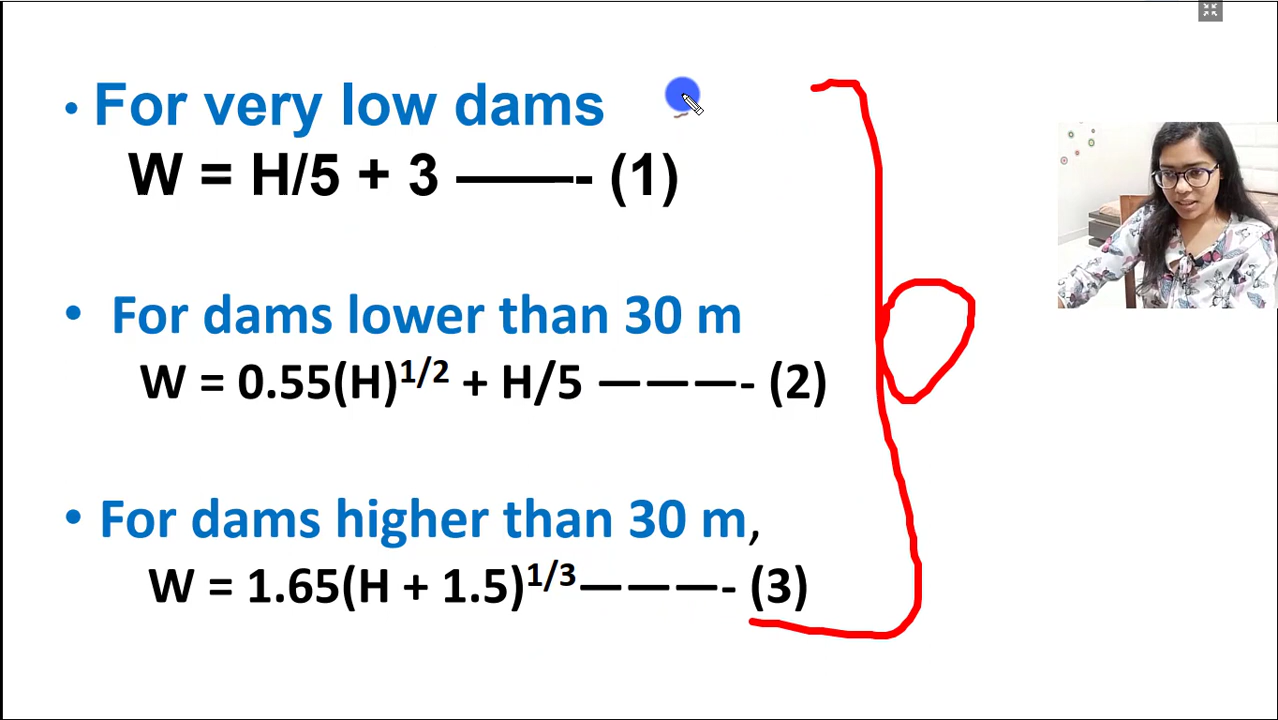 • For very low dams
W = H/5 + 3 ———- (1)
• For dams lower than 30 m
W = 0.55(H)^1/2 + H/5 ———- (2)
• For dams higher than 30 m,
W = 1.65(H + 1.5)^1/3———- (3)